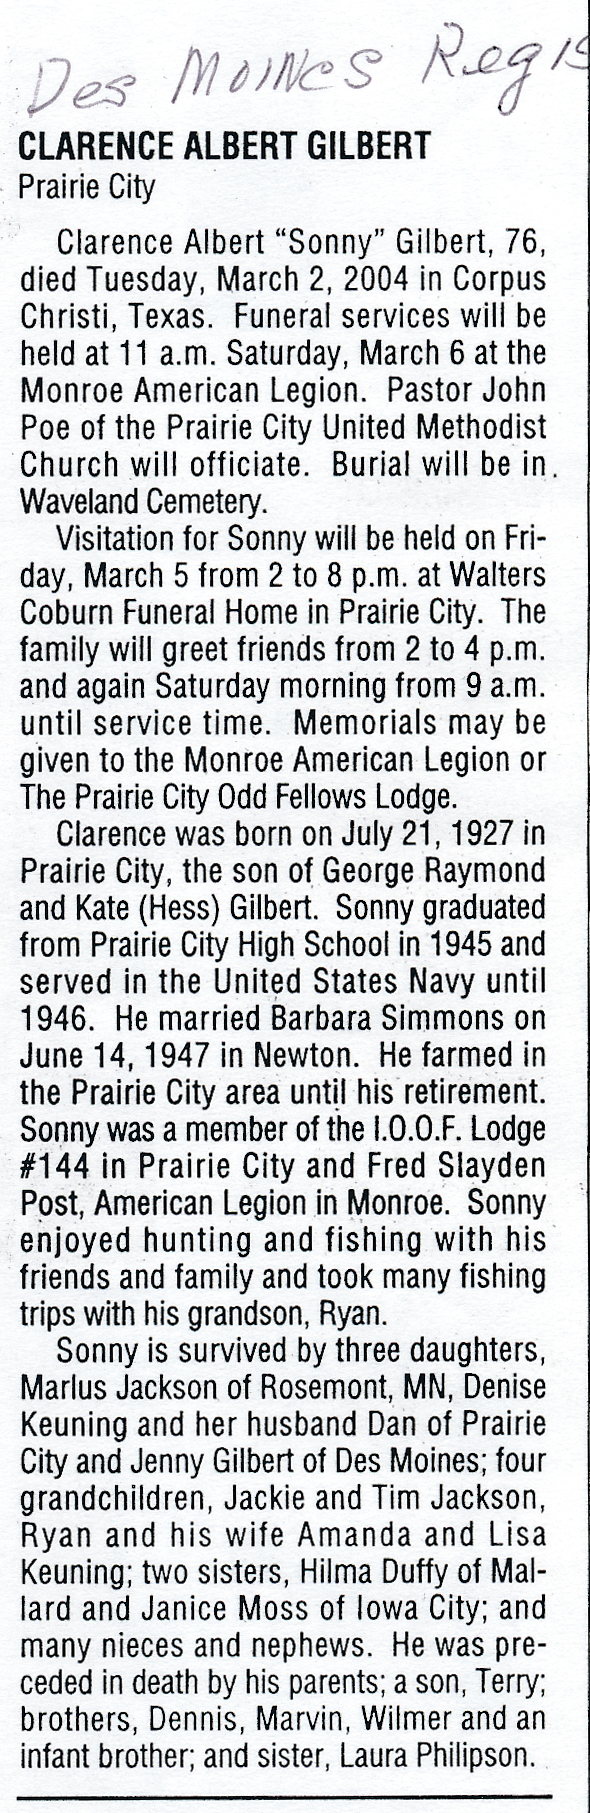 Des Moines Regis
CLARENCE ALBERT GILBERT
Prairie City
Clarence Albert “Sonny” Gilbert, 76,
died Tuesday, March 2, 2004 in Corpus
Christi, Texas. Funeral services will be
held at 11 a.m. Saturday, March 6 at the
Monroe American Legion. Pastor John
Poe of the Prairie City United Methodist
Church will officiate. Burial will be in
Waveland Cemetery.
Visitation for Sonny will be held on Fri-
day, March 5 from 2 to 8 p.m. at Walters
Coburn Funeral Home in Prairie City. The
family will greet friends from 2 to 4 p.m.
and again Saturday morning from 9 a.m.
until service time. Memorials may be
given to the Monroe American Legion or
The Prairie City Odd Fellows Lodge.
Clarence was born on July 21, 1927 in
Prairie City, the son of George Raymond
and Kate (Hess) Gilbert. Sonny graduated
from Prairie City High School in 1945 and
served in the United States Navy until
1946. He married Barbara Simmons on
June 14, 1947 in Newton. He farmed in
the Prairie City area until his retirement.
Sonny was a member of the I.O.O.F. Lodge
#144 in Prairie City and Fred Slayden
Post, American Legion in Monroe. Sonny
enjoyed hunting and fishing with his
friends and family and took many fishing
trips with his grandson, Ryan.
Sonny is survived by three daughters,
Marlus Jackson of Rosemont, MN, Denise
Keuning and her husband Dan of Prairie
City and Jenny Gilbert of Des Moines; four
grandchildren, Jackie and Tim Jackson,
Ryan and his wife Amanda and Lisa
Keuning; two sisters, Hilma Duffy of Mal-
lard and Janice Moss of Iowa City; and
many nieces and nephews. He was pre-
ceded in death by his parents; a son, Terry;
brothers, Dennis, Marvin, Wilmer and an
infant brother; and sister, Laura Philipson.